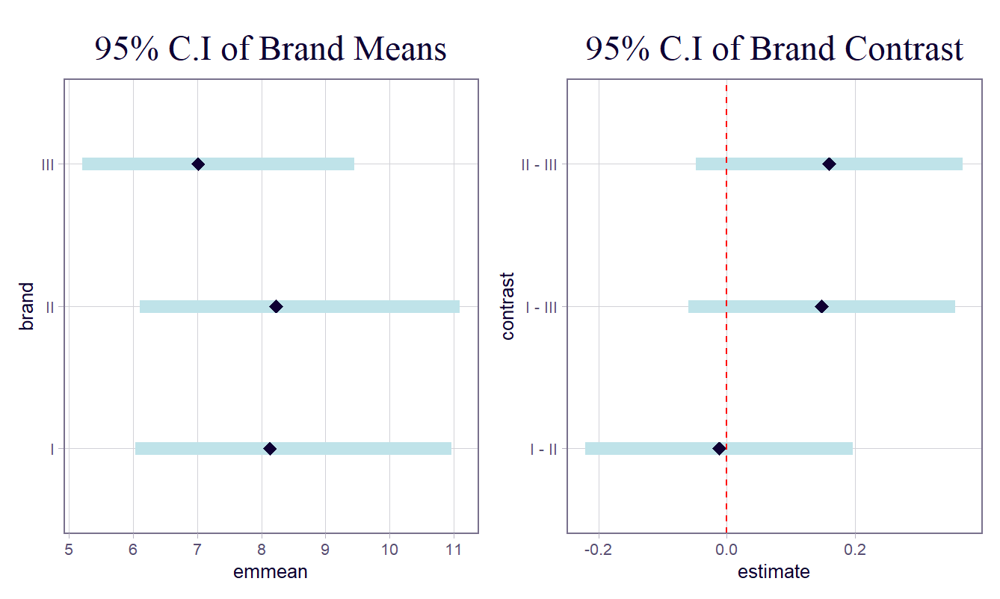 95% C.I of Brand Means
brand
III
II
I
5 6 7 8 9 10 11
emmean
95% C.I of Brand Contrast
contrast
II - III
I - III
I - II
-0.2 0.0 0.2
estimate